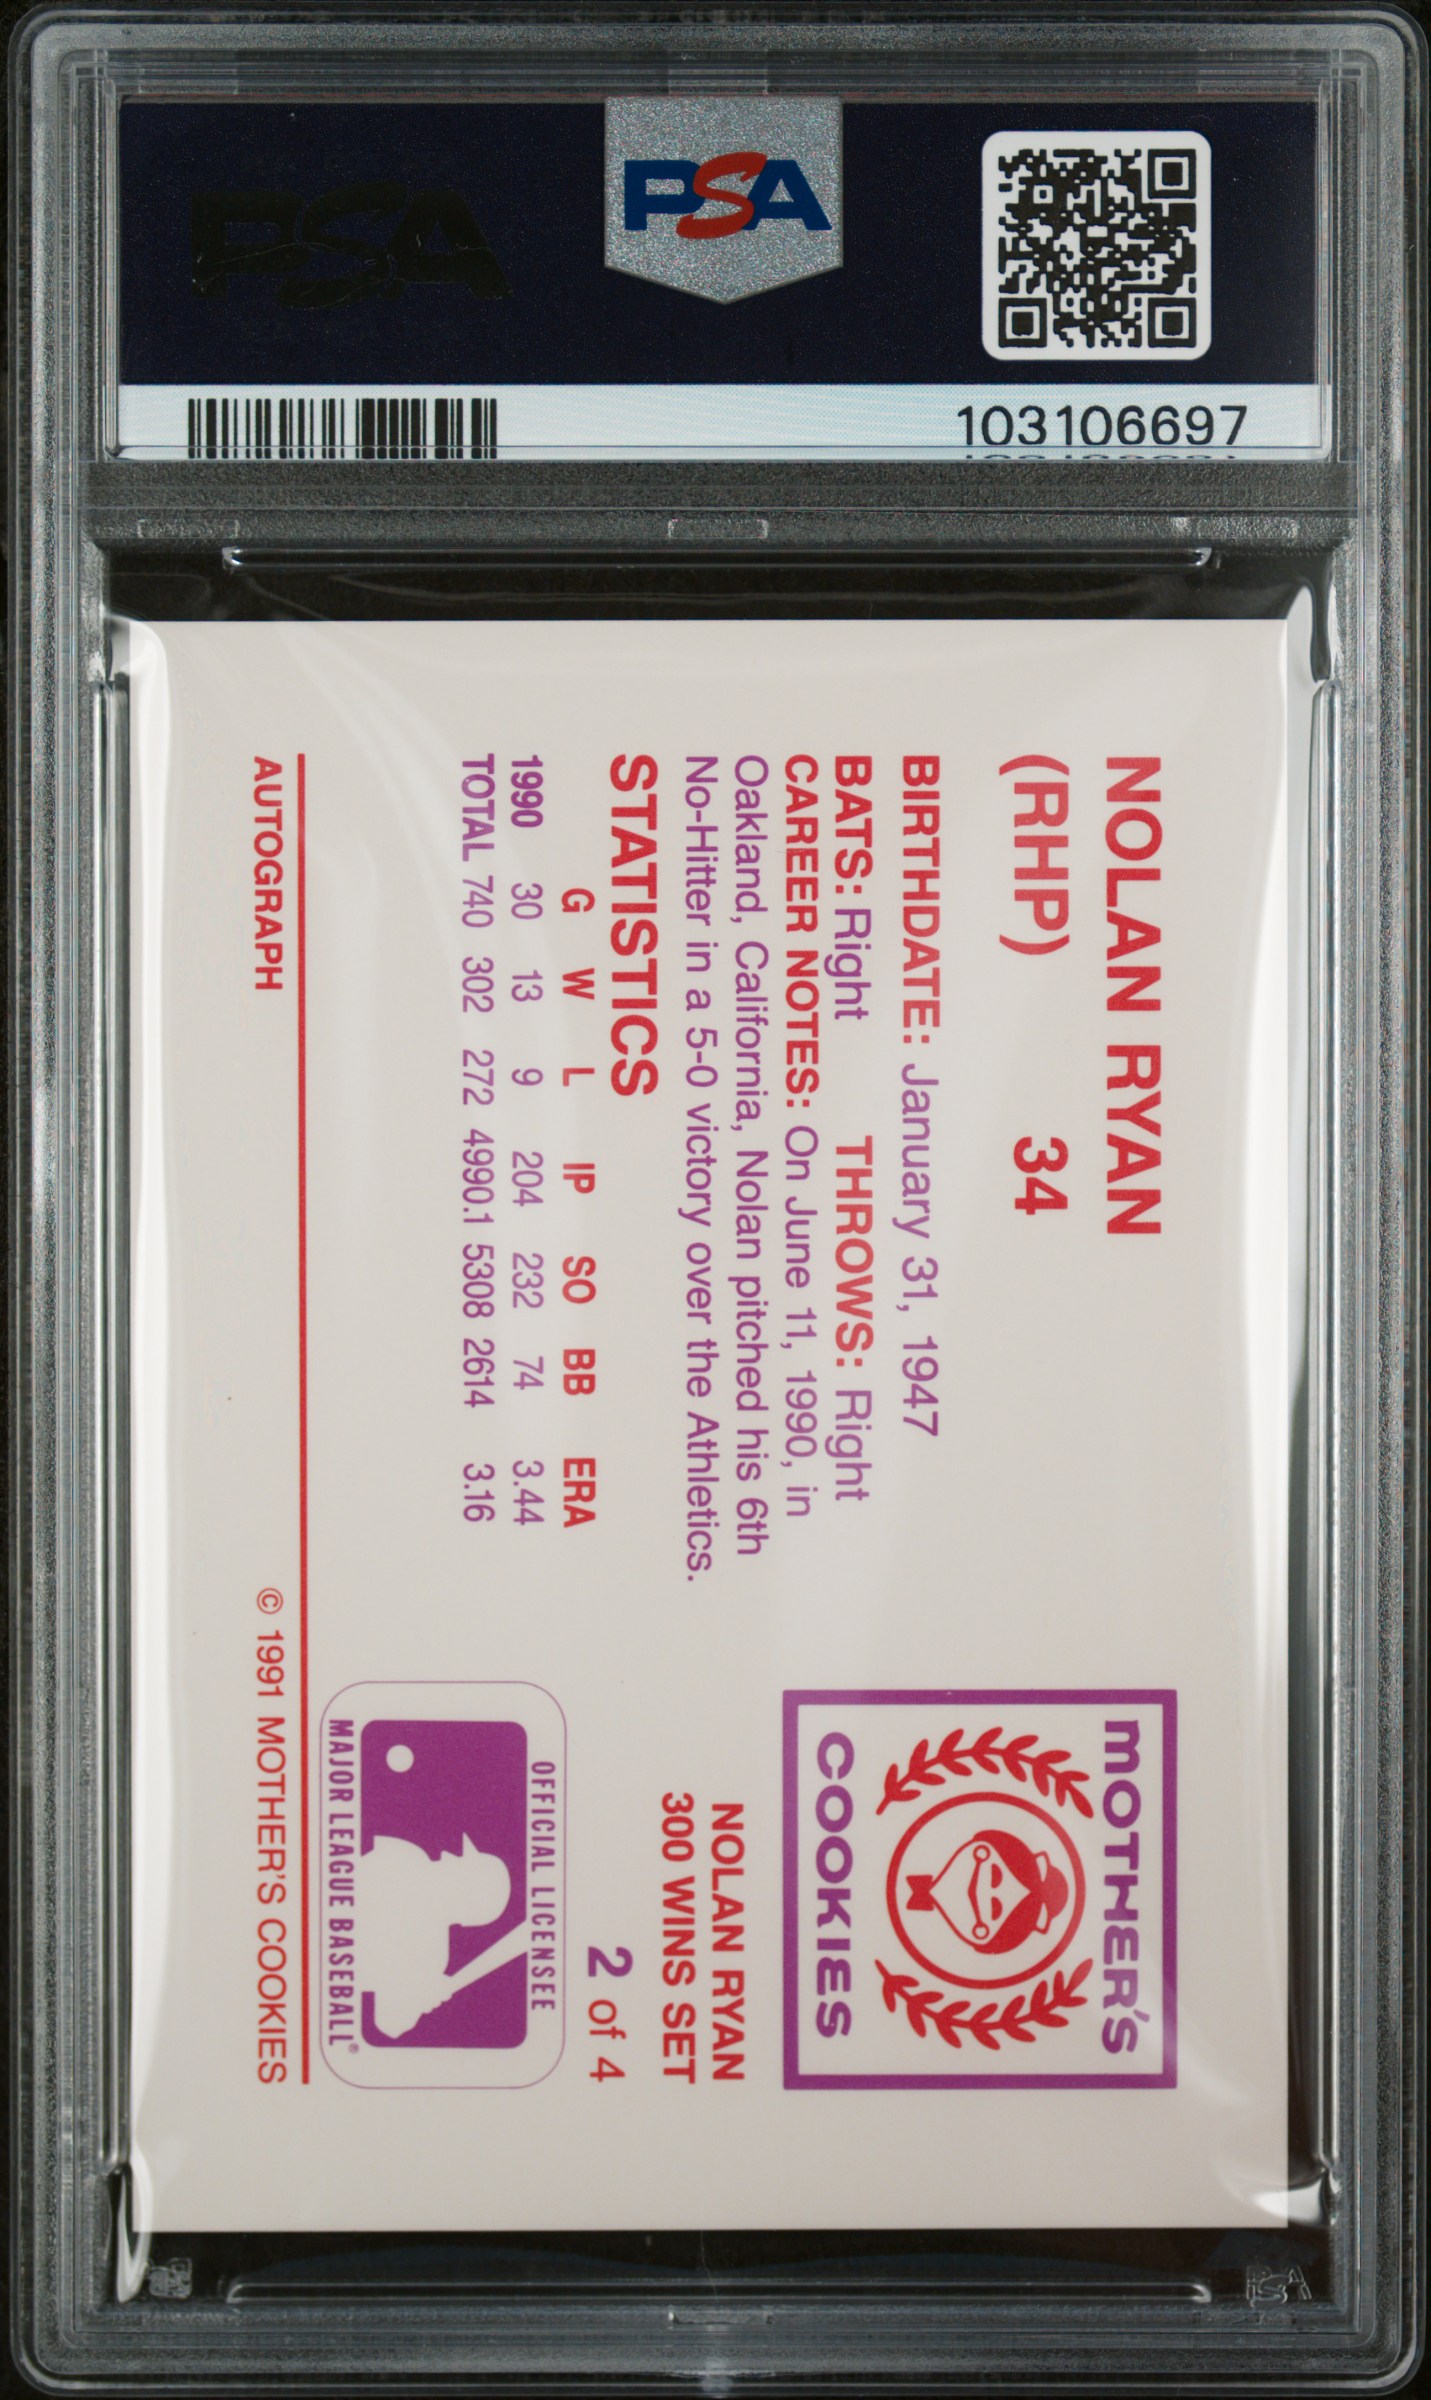 PSA
PSA
103106697
NOLAN RYAN
(RHP) 34
BIRTHDATE: January 31, 1947
BATS: Right THROWS: Right
CAREER NOTES: On June 11, 1990, in
Oakland, California, Nolan pitched his 6th
No-Hitter in a 5-0 victory over the Athletics.
STATISTICS
G W L IP SO BB ERA
1990 30 13 9 204 232 74 3.44
TOTAL 740 302 272 4990.1 5308 2614 3.16
AUTOGRAPH
MOTHER'S
COOKIES
NOLAN RYAN
300 WINS SET
2 of 4
OFFICIAL LICENSEE
MAJOR LEAGUE BASEBALL®
© 1991 MOTHER'S COOKIES
PSA